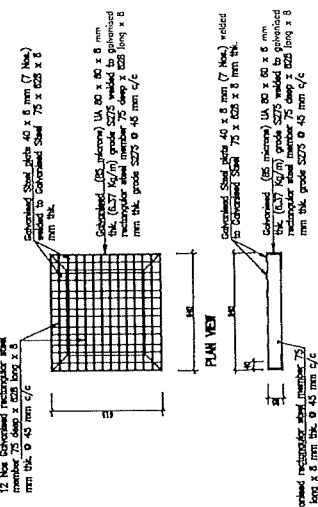 12 Nos Galvanised rectangular steel
member 75 deep x 628 long x 8
mm thk. @ 45 mm c/c
Galvanised Steel plate 40 x 8 mm (7 Nos.)
welded to Galvanised Steel 75 x 628 x 8
mm thk.
Galvanised (85 microns) UA 80 x 80 x 8 mm
thk. (6.37 Kg/m) grade S275 welded to galvanised
rectangular steel member 75 deep x 628 long x 8
mm thk. grade S275 @ 45 mm c/c
640
PLAN VIEW
Galvanised Steel plate 40 x 8 mm (7 Nos.) welded
to Galvanised Steel 75 x 628 x 8 mm thk.
Galvanised (85 microns) UA 80 x 60 x 8 mm
thk. (6.37 Kg/m) grade S275 welded to galvanised
rectangular steel member 75 deep x 628 long x 8
mm thk. grade S275 @ 45 mm c/c
640
rectangular steel member 75
long x 8 mm thk. @ 45 mm c/c